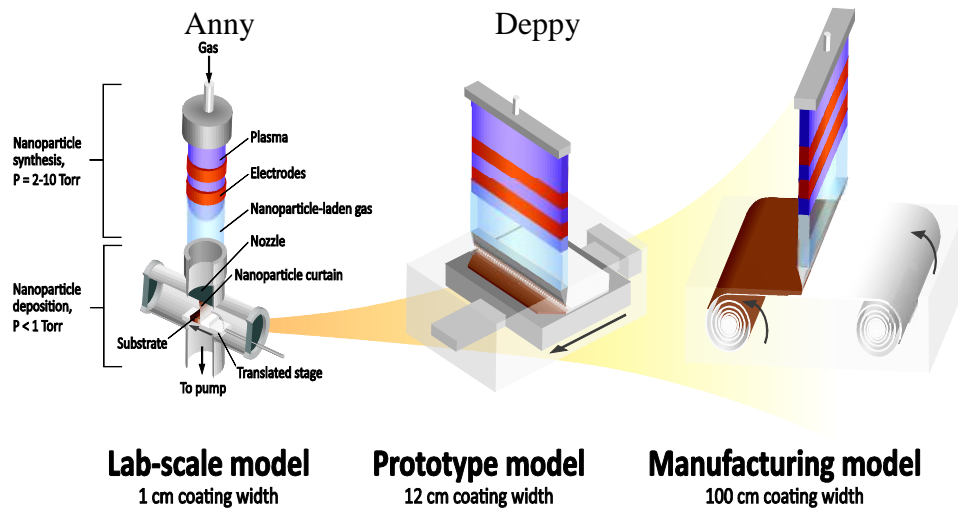 Anny
Deppy
Gas
Nanoparticle
synthesis,
P = 2-10 Torr
Plasma
Electrodes
Nanoparticle-laden gas
Nozzle
Nanoparticle curtain
Nanoparticle
deposition,
P < 1 Torr
Substrate
Translated stage
To pump
Lab-scale model
1 cm coating width
Prototype model
12 cm coating width
Manufacturing model
100 cm coating width